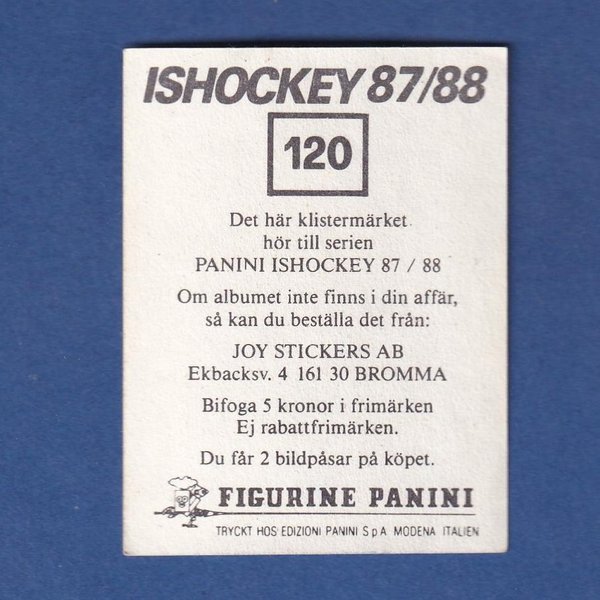 ISHOCKEY 87/88
120
Det här klistermärket
hör till serien
PANINI ISHOCKEY 87 / 88
Om albumet inte finns i din affär,
så kan du beställa det från:
JOY STICKERS AB
Ekbacksv. 4 161 30 BROMMA
Bifoga 5 kronor i frimärken
Ej rabattfrimärken.
Du får 2 bildpåsar på köpet.
FIGURINE PANINI
TRYCKT HOS EDIZIONI PANINI S p A MODENA ITALIEN